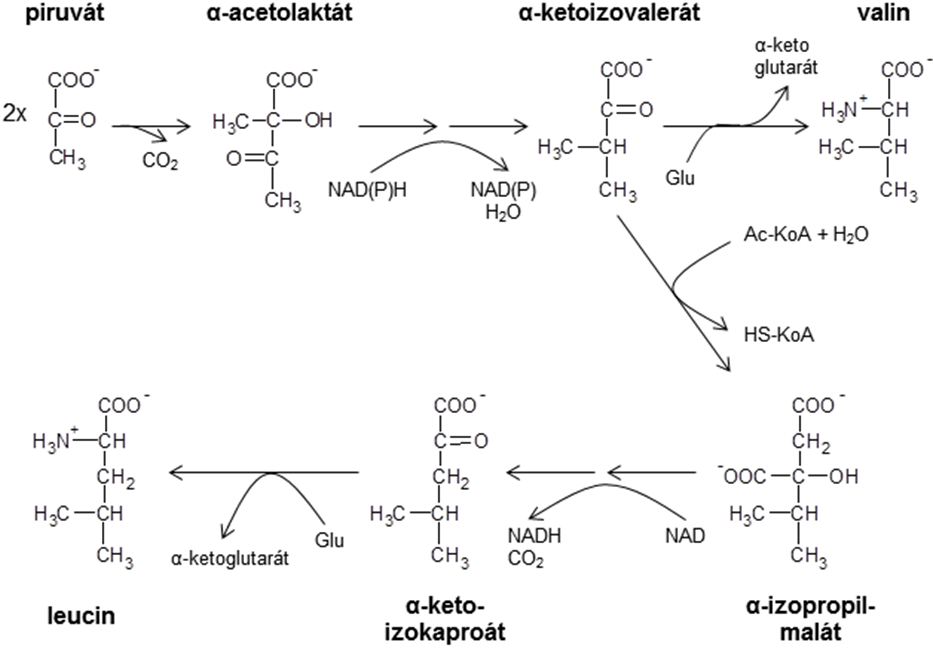 piruvát
α-acetolaktát
α-ketoizovalerát
valin
2x
COO⁻
C=O
CH₃
CO₂
COO⁻
H₃C–C–OH
O=C
CH₃
NAD(P)H
NAD(P)
H₂O
COO⁻
C=O
H₃C–CH
CH₃
α-keto
glutarát
Glu
COO⁻
H₃N⁺–CH
H₃C–CH
CH₃
Ac-KoA + H₂O
HS-KoA
COO⁻
H₃N⁺–CH
CH₂
H₃C–CH
CH₃
α-ketoglutarát
Glu
COO⁻
C=O
CH₂
H₃C–CH
CH₃
NADH
CO₂
NAD
COO⁻
CH₂
⁻OOC–C–OH
H₃C–CH
CH₃
leucin
α-keto-
izokaproát
α-izopropil-
malát